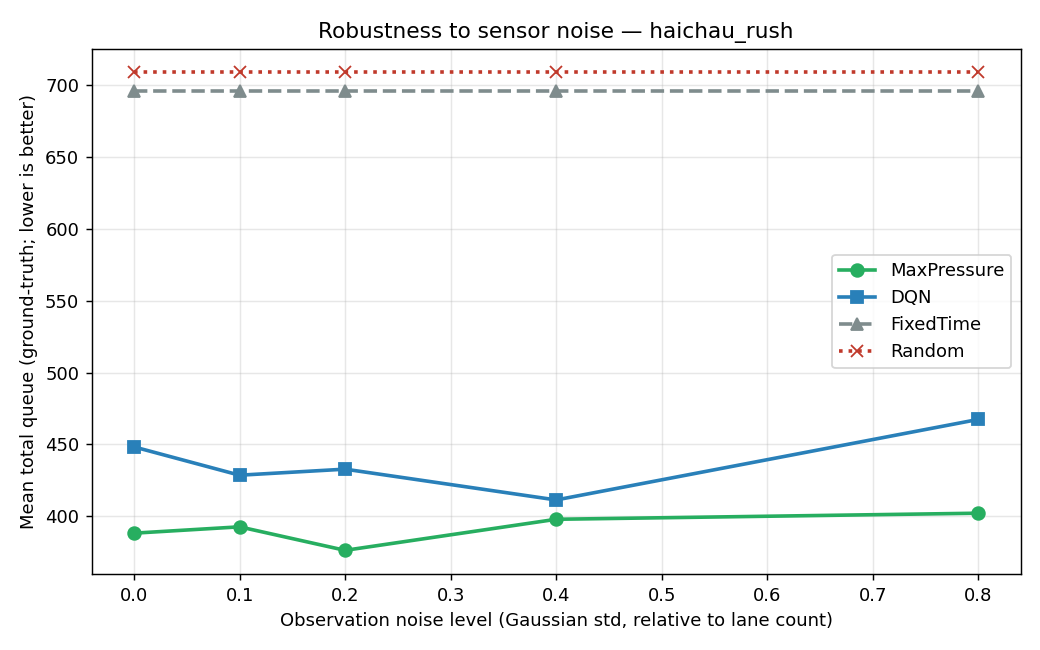 Robustness to sensor noise — haichau_rush
Mean total queue (ground-truth; lower is better)
700
650
600
550
500
450
400
MaxPressure
DQN
FixedTime
Random
0.0 0.1 0.2 0.3 0.4 0.5 0.6 0.7 0.8
Observation noise level (Gaussian std, relative to lane count)